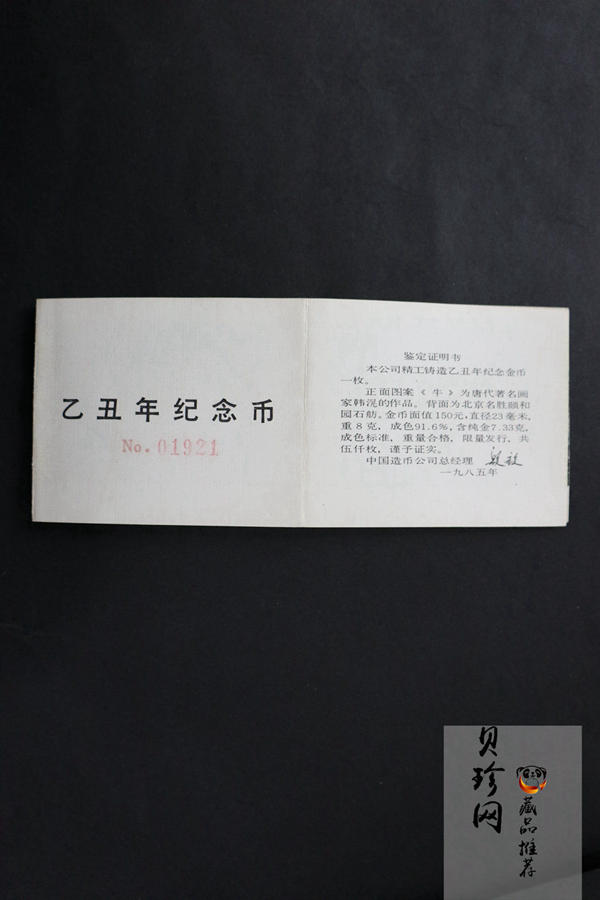 乙丑年纪念币
No. 01921
鉴定证明书
本公司精工铸造乙丑年纪念金币
一枚。
正面图案《牛》为唐代著名画
家韩滉的作品。背面为北京名胜颐和
园石舫。金币面值150元,直径23毫米,
重8克,成色91.6%,含纯金7.33克,
成色标准,重量合格,限量发行,共
伍仟枚,谨予证实。
中国造币公司总经理
一九八五年
贝珍网
藏品推荐